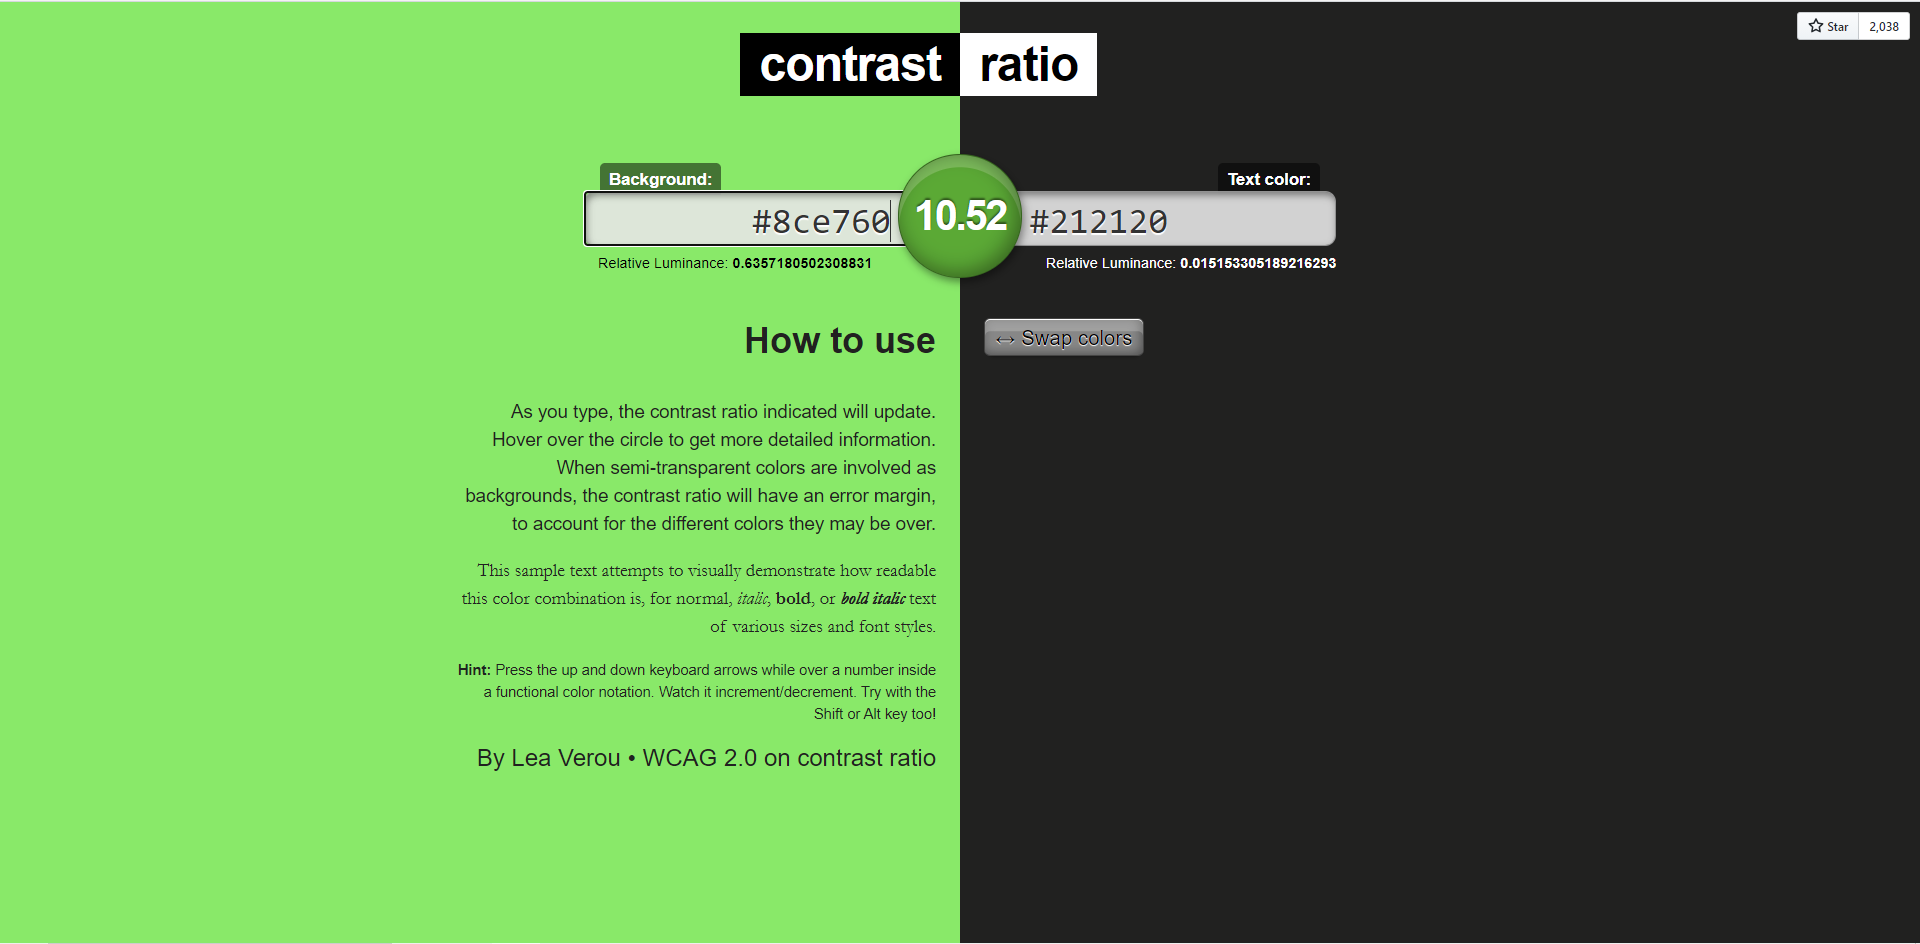 Star 2,038
contrast ratio
Background:
Text color:
#8ce760
10.52
#212120
Relative Luminance: 0.6357180502308831
Relative Luminance: 0.015153305189216293
How to use
↔ Swap colors
As you type, the contrast ratio indicated will update.
Hover over the circle to get more detailed information.
When semi-transparent colors are involved as
backgrounds, the contrast ratio will have an error margin,
to account for the different colors they may be over.
This sample text attempts to visually demonstrate how readable
this color combination is, for normal, italic, bold, or bold italic text
of various sizes and font styles.
Hint: Press the up and down keyboard arrows while over a number inside
a functional color notation. Watch it increment/decrement. Try with the
Shift or Alt key too!
By Lea Verou • WCAG 2.0 on contrast ratio